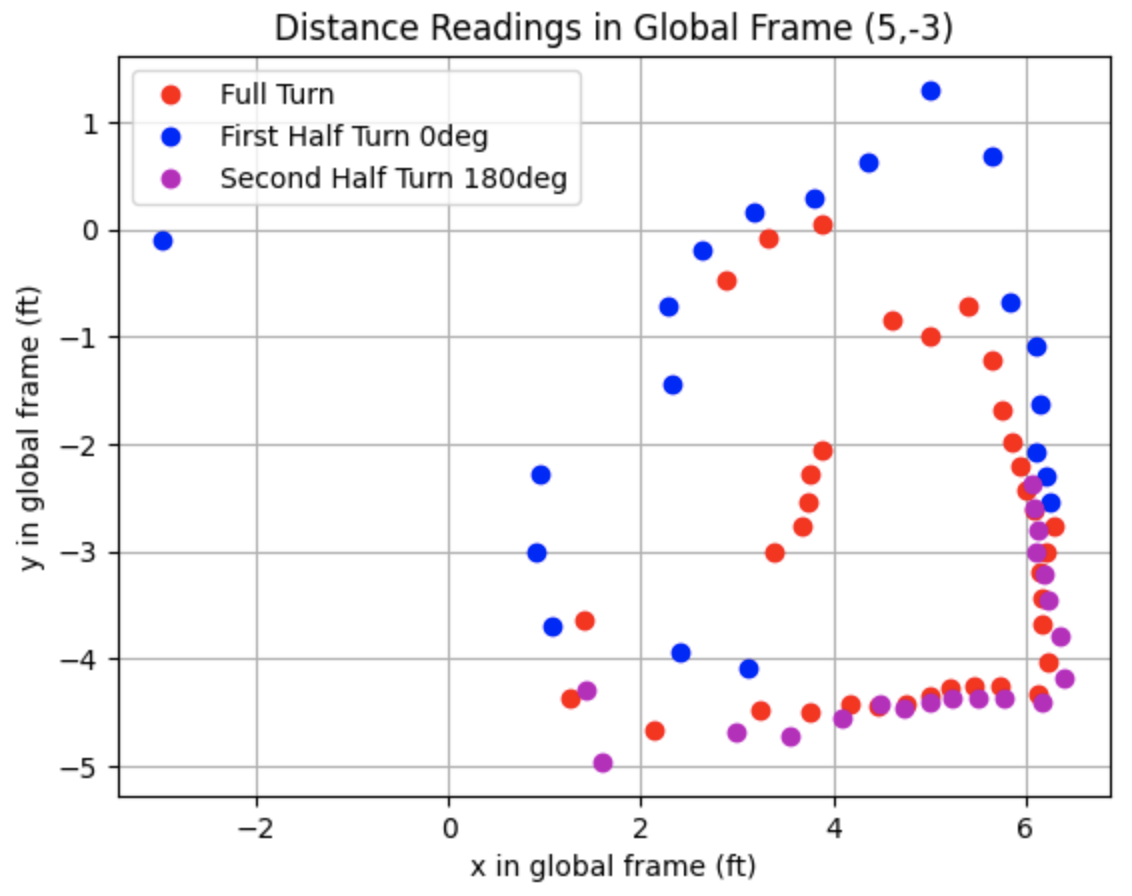 Distance Readings in Global Frame (5,-3)
Full Turn
First Half Turn 0deg
Second Half Turn 180deg
1
0
−1
−2
−3
−4
−5
y in global frame (ft)
−2
0
2
4
6
x in global frame (ft)